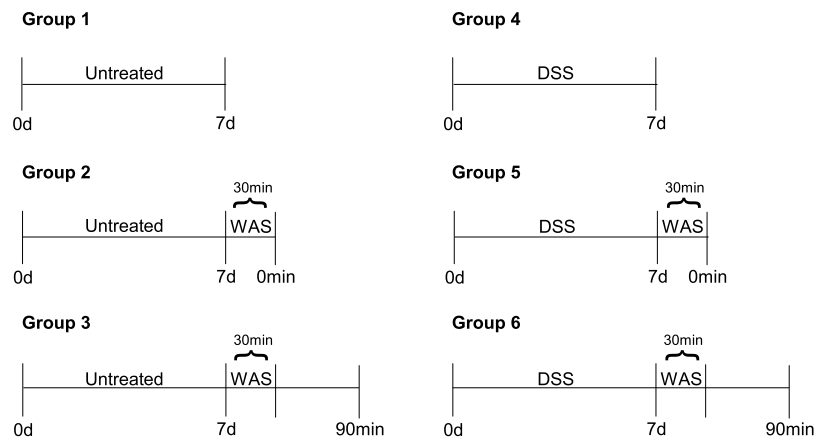 Group 1
Untreated
0d 7d
Group 4
DSS
0d 7d
Group 2
30min
Untreated WAS
0d 7d 0min
Group 5
30min
DSS WAS
0d 7d 0min
Group 3
30min
Untreated WAS
0d 7d 90min
Group 6
30min
DSS WAS
0d 7d 90min